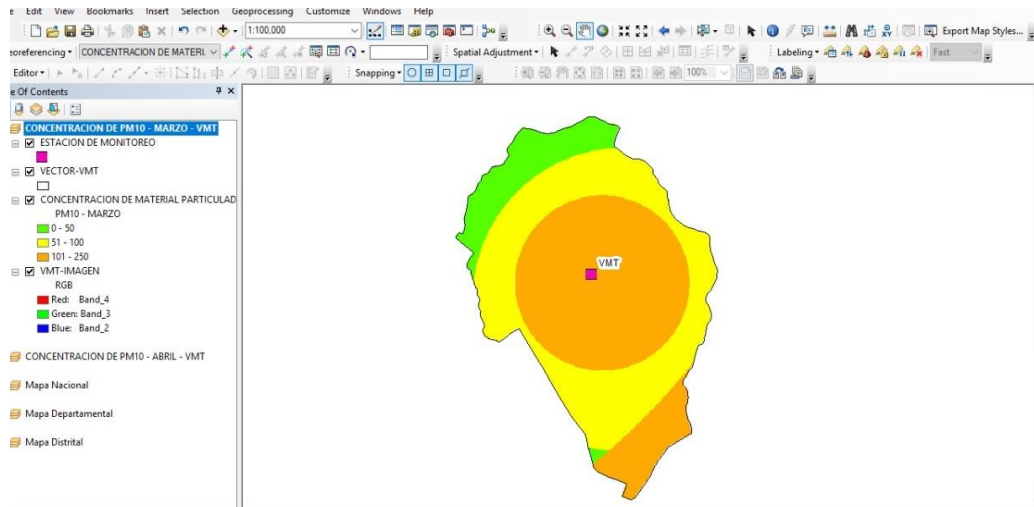 e Edit View Bookmarks Insert Selection Geoprocessing Customize Windows Help
1:100,000 Export Map Styles...
eoreferencing CONCENTRACION DE MATERI. Spatial Adjustment Labeling Fast
Editor Snapping 100%
e Of Contents
CONCENTRACION DE PM10 - MARZO - VMT
ESTACION DE MONITOREO
VECTOR-VMT
CONCENTRACION DE MATERIAL PARTICULAD
PM10 - MARZO
0 - 50
51 - 100
101 - 250
VMT-IMAGEN
RGB
Red: Band_4
Green: Band_3
Blue: Band_2
CONCENTRACION DE PM10 - ABRIL - VMT
Mapa Nacional
Mapa Departamental
Mapa Distrital
VMT